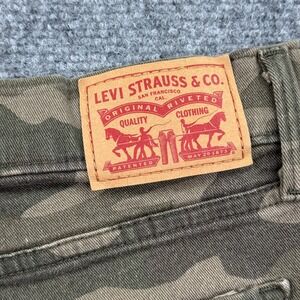 LEVI STRAUSS & CO.
SAN FRANCISCO
CAL.
ORIGINAL RIVETED
QUALITY CLOTHING
PATENTED MAY 20 1873